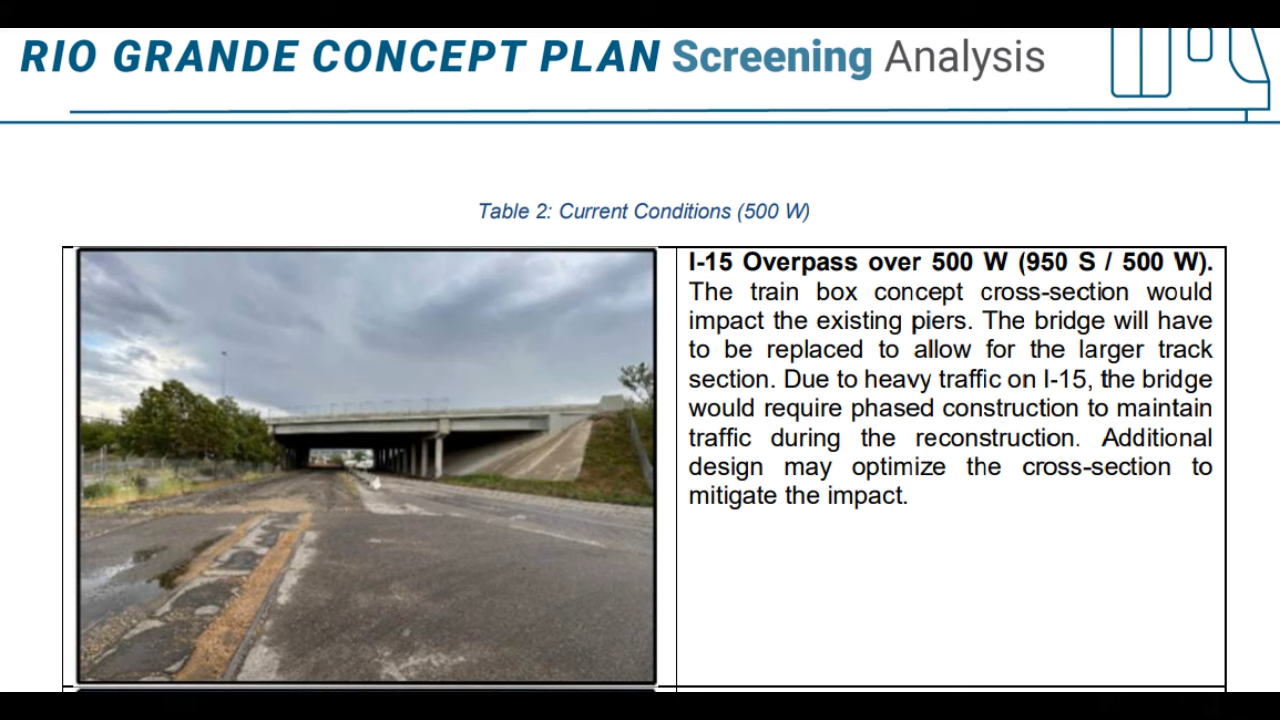 RIO GRANDE CONCEPT PLAN Screening Analysis
Table 2: Current Conditions (500 W)
I-15 Overpass over 500 W (950 S / 500 W).
The train box concept cross-section would
impact the existing piers. The bridge will have
to be replaced to allow for the larger track
section. Due to heavy traffic on I-15, the bridge
would require phased construction to maintain
traffic during the reconstruction. Additional
design may optimize the cross-section to
mitigate the impact.